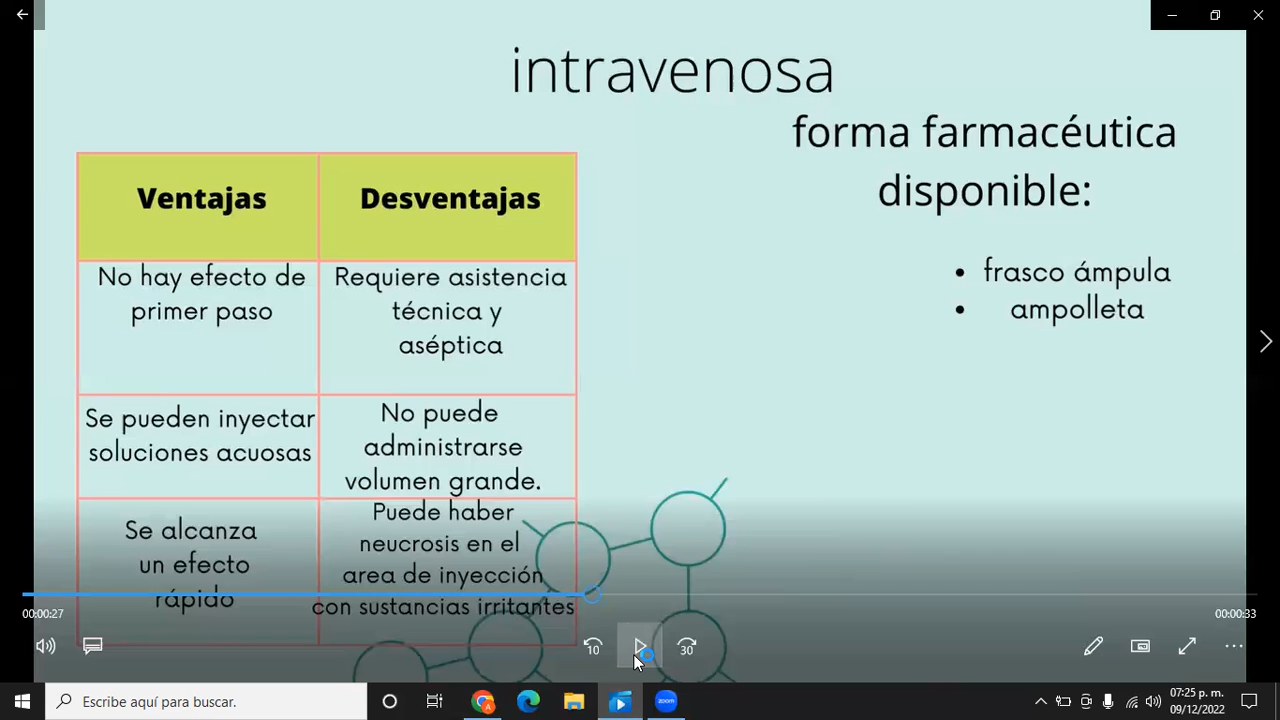 intravenosa
forma farmacéutica
disponible:
Ventajas
Desventajas
No hay efecto de
primer paso
Requiere asistencia
técnica y
aséptica
Se pueden inyectar
soluciones acuosas
No puede
administrarse
volumen grande.
Se alcanza
un efecto
rápido
Puede haber
neucrosis en el
area de inyección
con sustancias irritantes
• frasco ámpula
• ampolleta
00:00:27
00:00:33
10
30
Escribe aquí para buscar.
zoom
07:25 p. m.
09/12/2022